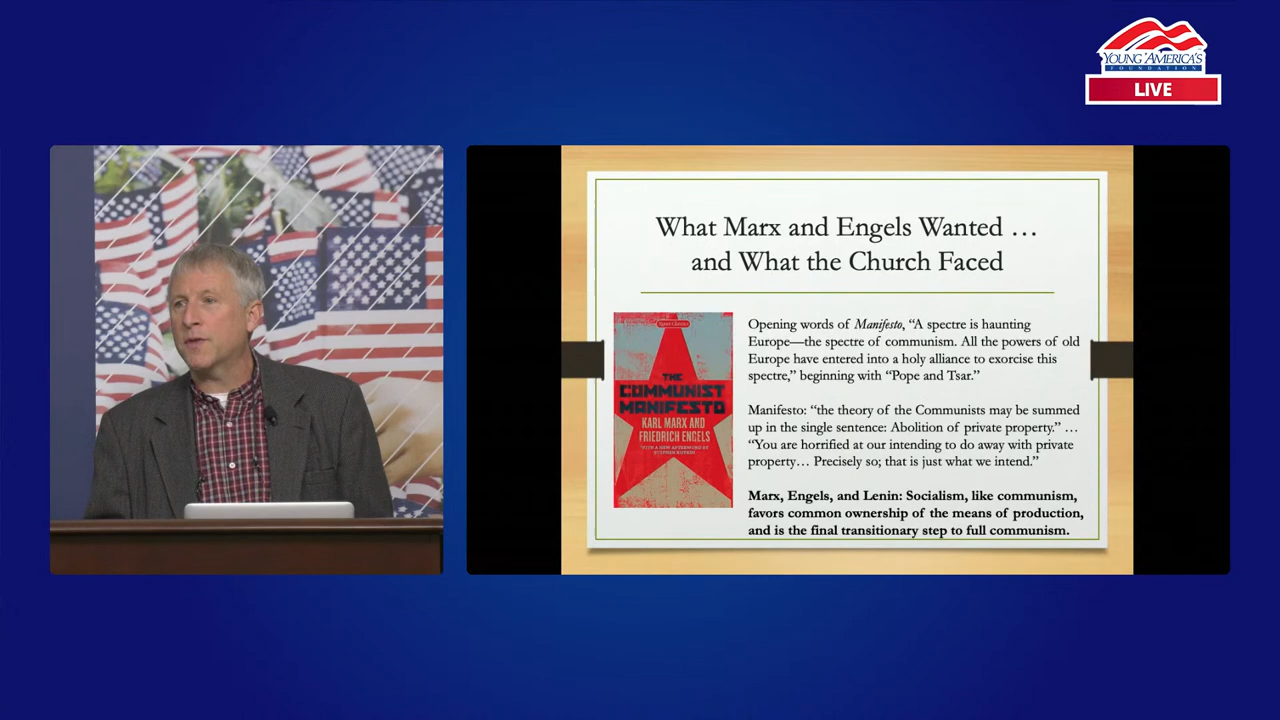 YOUNG AMERICA'S
FOUNDATION
LIVE
What Marx and Engels Wanted …
and What the Church Faced
Opening words of Manifesto, “A spectre is haunting
Europe—the spectre of communism. All the powers of old
Europe have entered into a holy alliance to exorcise this
spectre,” beginning with “Pope and Tsar.”
Manifesto: “the theory of the Communists may be summed
up in the single sentence: Abolition of private property.” …
“You are horrified at our intending to do away with private
property… Precisely so; that is just what we intend.”
Marx, Engels, and Lenin: Socialism, like communism,
favors common ownership of the means of production,
and is the final transitionary step to full communism.
THE
COMMUNIST
MANIFESTO
KARL MARX AND
FRIEDRICH ENGELS
WITH A NEW AFTERWORD BY